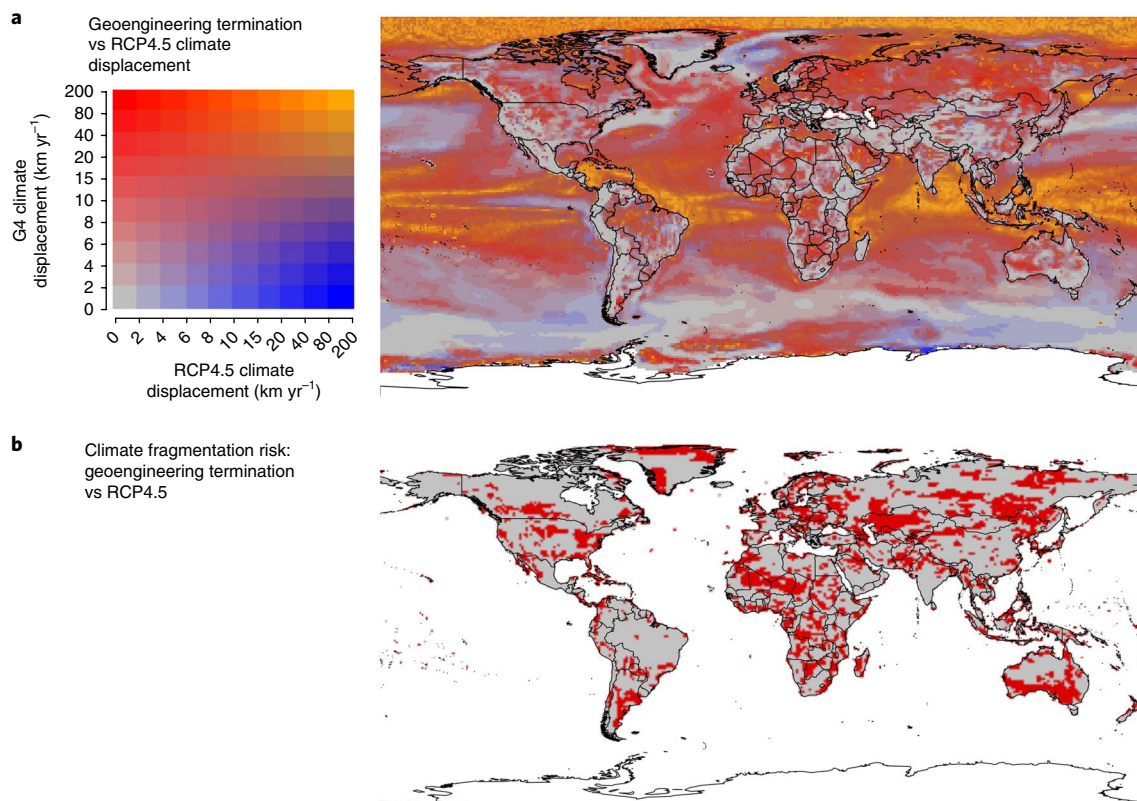 a
Geoengineering termination
vs RCP4.5 climate
displacement
200
80
40
20
15
10
8
6
4
2
0
G4 climate
displacement (km yr⁻¹)
0
2
4
6
8
10
15
20
40
80
200
RCP4.5 climate
displacement (km yr⁻¹)
b
Climate fragmentation risk:
geoengineering termination
vs RCP4.5